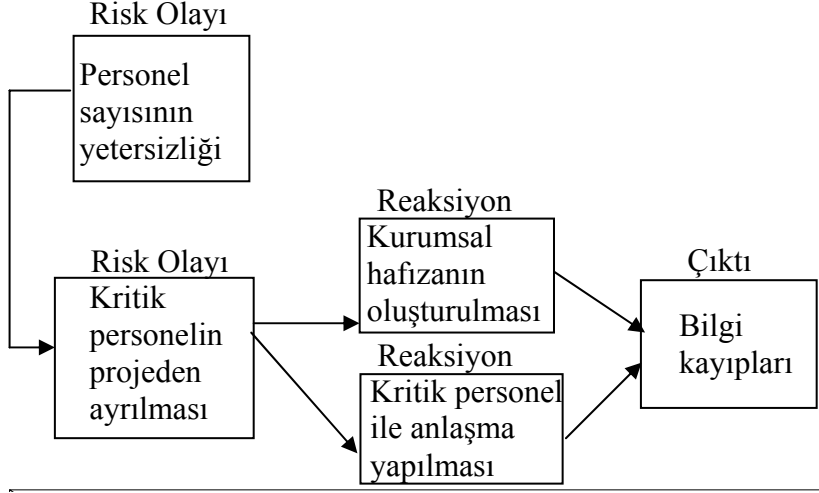 Risk Olayı
Personel
sayısının
yetersizliği
Risk Olayı
Kritik
personelin
projeden
ayrılması
Reaksiyon
Kurumsal
hafızanın
oluşturulması
Reaksiyon
Kritik personel
ile anlaşma
yapılması
Çıktı
Bilgi
kayıpları